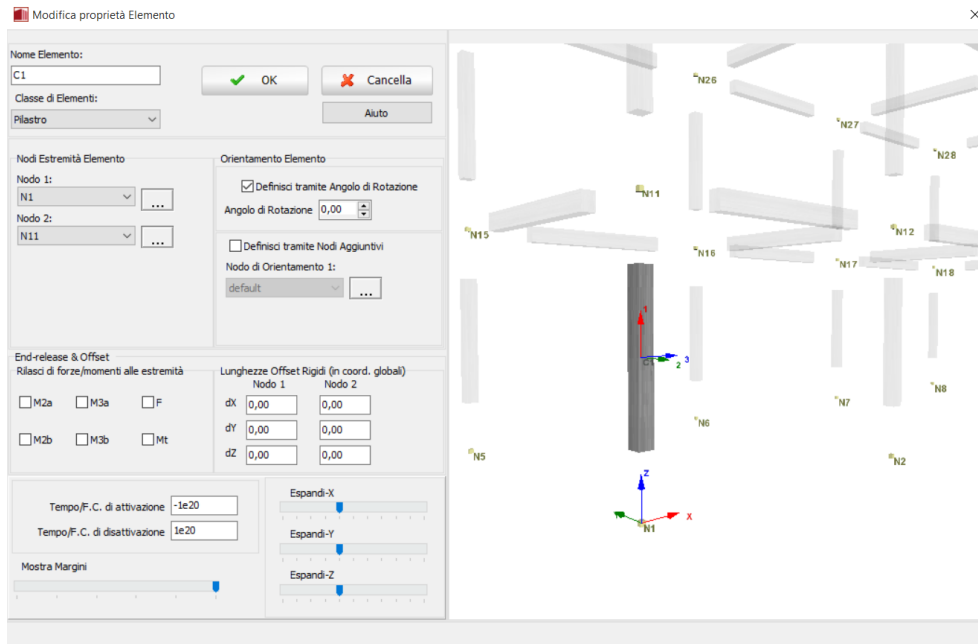 Modifica proprietà Elemento
Nome Elemento:
C1
OK
Cancella
Classe di Elementi:
Pilastro
Aiuto
Nodi Estremità Elemento
Nodo 1:
N1
...
Nodo 2:
N11
...
Orientamento Elemento
Definisci tramite Angolo di Rotazione
Angolo di Rotazione 0,00
Definisci tramite Nodi Aggiuntivi
Nodo di Orientamento 1:
default
...
End-release & Offset
Rilasci di forze/momenti alle estremità
M2a M3a F
M2b M3b Mt
Lunghezze Offset Rigidi (in coord. globali)
Nodo 1 Nodo 2
dX 0,00 0,00
dY 0,00 0,00
dZ 0,00 0,00
Tempo/F.C. di attivazione -1e20
Tempo/F.C. di disattivazione 1e20
Mostra Margini
Espandi-X
Espandi-Y
Espandi-Z
N26
N27
N28
N11
N15
N12
N16
N17
N18
1
3
2
N8
N7
N6
N5
N2
Z
X
N1